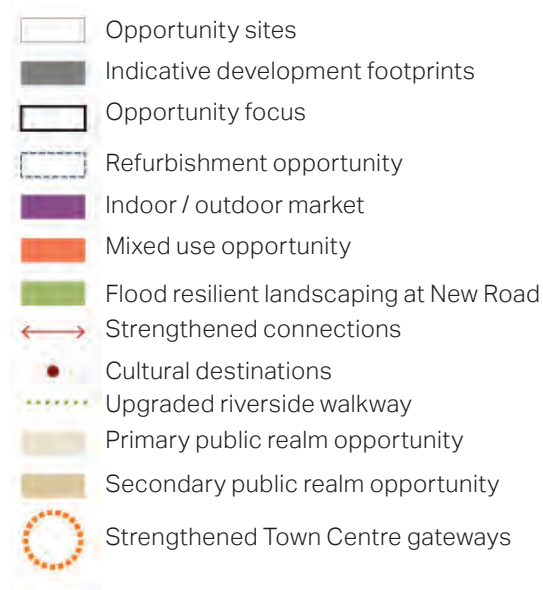 Opportunity sites
Indicative development footprints
Opportunity focus
Refurbishment opportunity
Indoor / outdoor market
Mixed use opportunity
Flood resilient landscaping at New Road
Strengthened connections
Cultural destinations
Upgraded riverside walkway
Primary public realm opportunity
Secondary public realm opportunity
Strengthened Town Centre gateways